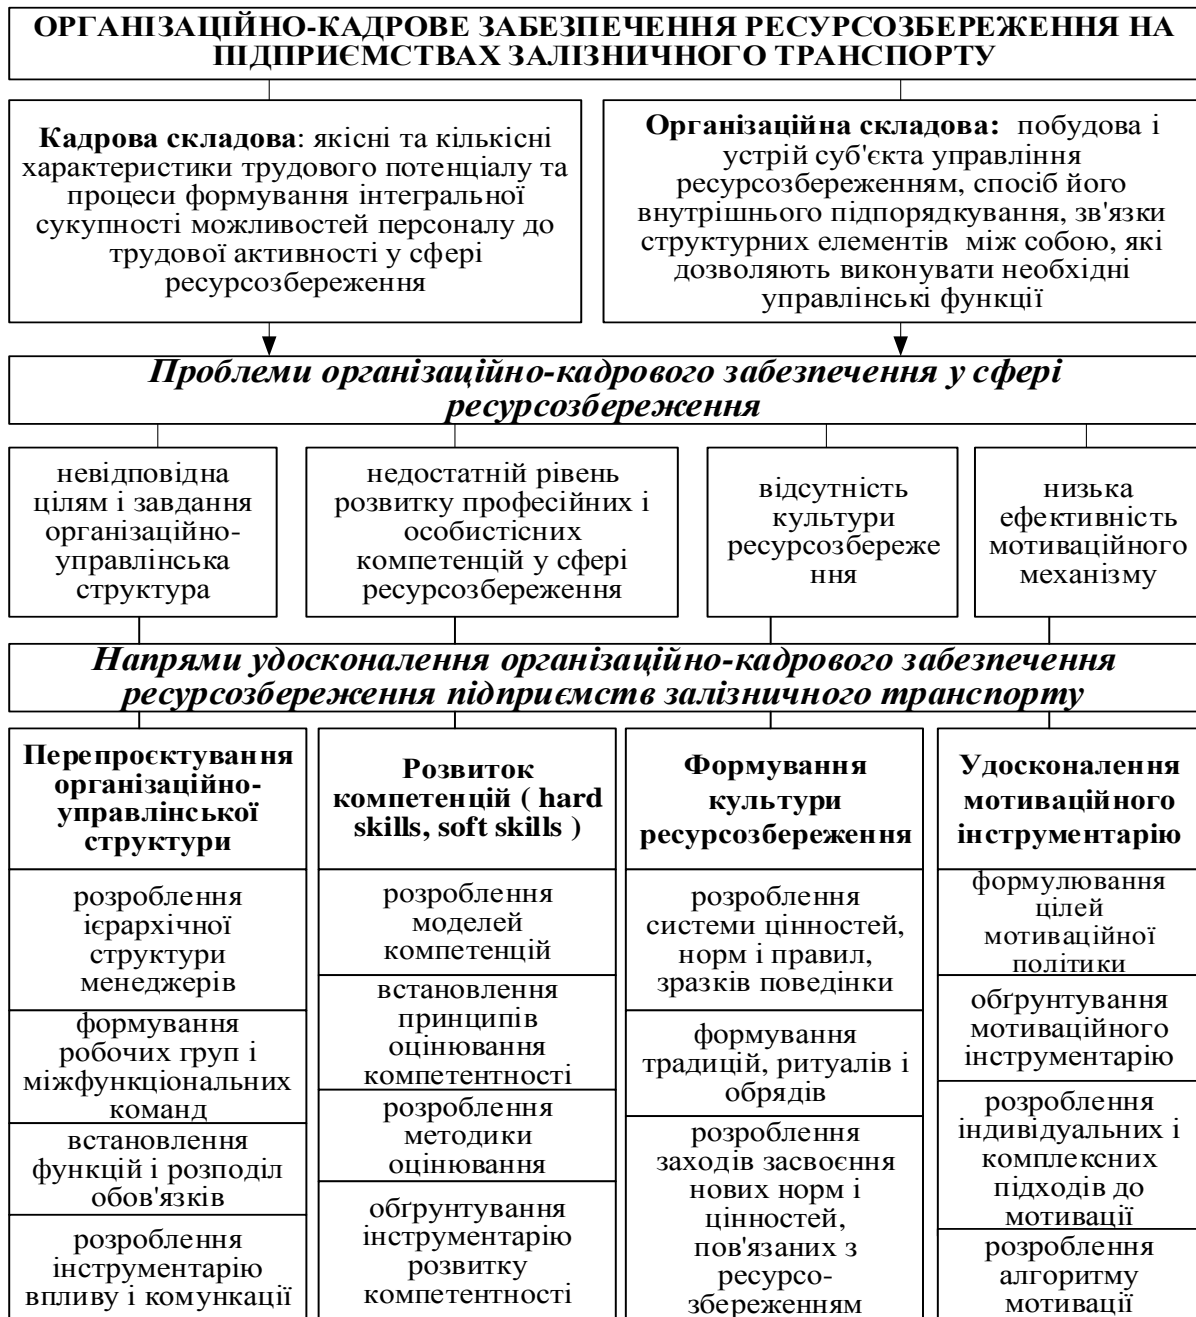 ОРГАНІЗАЦІЙНО-КАДРОВЕ ЗАБЕЗПЕЧЕННЯ РЕСУРСОЗБЕРЕЖЕННЯ НА
ПІДПРИЄМСТВАХ ЗАЛІЗНИЧНОГО ТРАНСПОРТУ
Кадрова складова: якісні та кількісні
характеристики трудового потенціалу та
процеси формування інтегральної
сукупності можливостей персоналу до
трудової активності у сфері
ресурсозбереження
Організаційна складова: побудова і
устрій суб'єкта управління
ресурсозбереженням, спосіб його
внутрішнього підпорядкування, зв'язки
структурних елементів між собою, які
дозволяють виконувати необхідні
управлінські функції
Проблеми організаційно-кадрового забезпечення у сфері
ресурсозбереження
невідповідна
цілям і завдання
організаційно-
управлінська
структура
недостатній рівень
розвитку професійних і
особистісних
компетенцій у сфері
ресурсозбереження
відсутність
культури
ресурсозбереже
ння
низька
ефективність
мотиваційного
механізму
Напрями удосконалення організаційно-кадрового забезпечення
ресурсозбереження підприємств залізничного транспорту
Перепроєктування
організаційно-
управлінської
структури
розроблення
ієрархічної
структури
менеджерів
формування
робочих груп і
міжфункціональних
команд
встановлення
функцій і розподіл
обов'язків
розроблення
інструментарію
впливу і комункації
Розвиток
компетенцій ( hard
skills, soft skills )
розроблення
моделей
компетенцій
встановлення
принципів
оцінювання
компетентності
розроблення
методики
оцінювання
обґрунтування
інструментарію
розвитку
компетентності
Формування
культури
ресурсозбереження
розроблення
системи цінностей,
норм і правил,
зразків поведінки
формування
традицій, ритуалів і
обрядів
розроблення
заходів засвоєння
нових норм і
цінностей,
пов'язаних з
ресурсо-
збереженням
Удосконалення
мотиваційного
інструментарію
формулювання
цілей
мотиваційної
політики
обґрунтування
мотиваційного
інструментарію
розроблення
індивідуальних і
комплексних
підходів до
мотивації
розроблення
алгоритму
мотивації